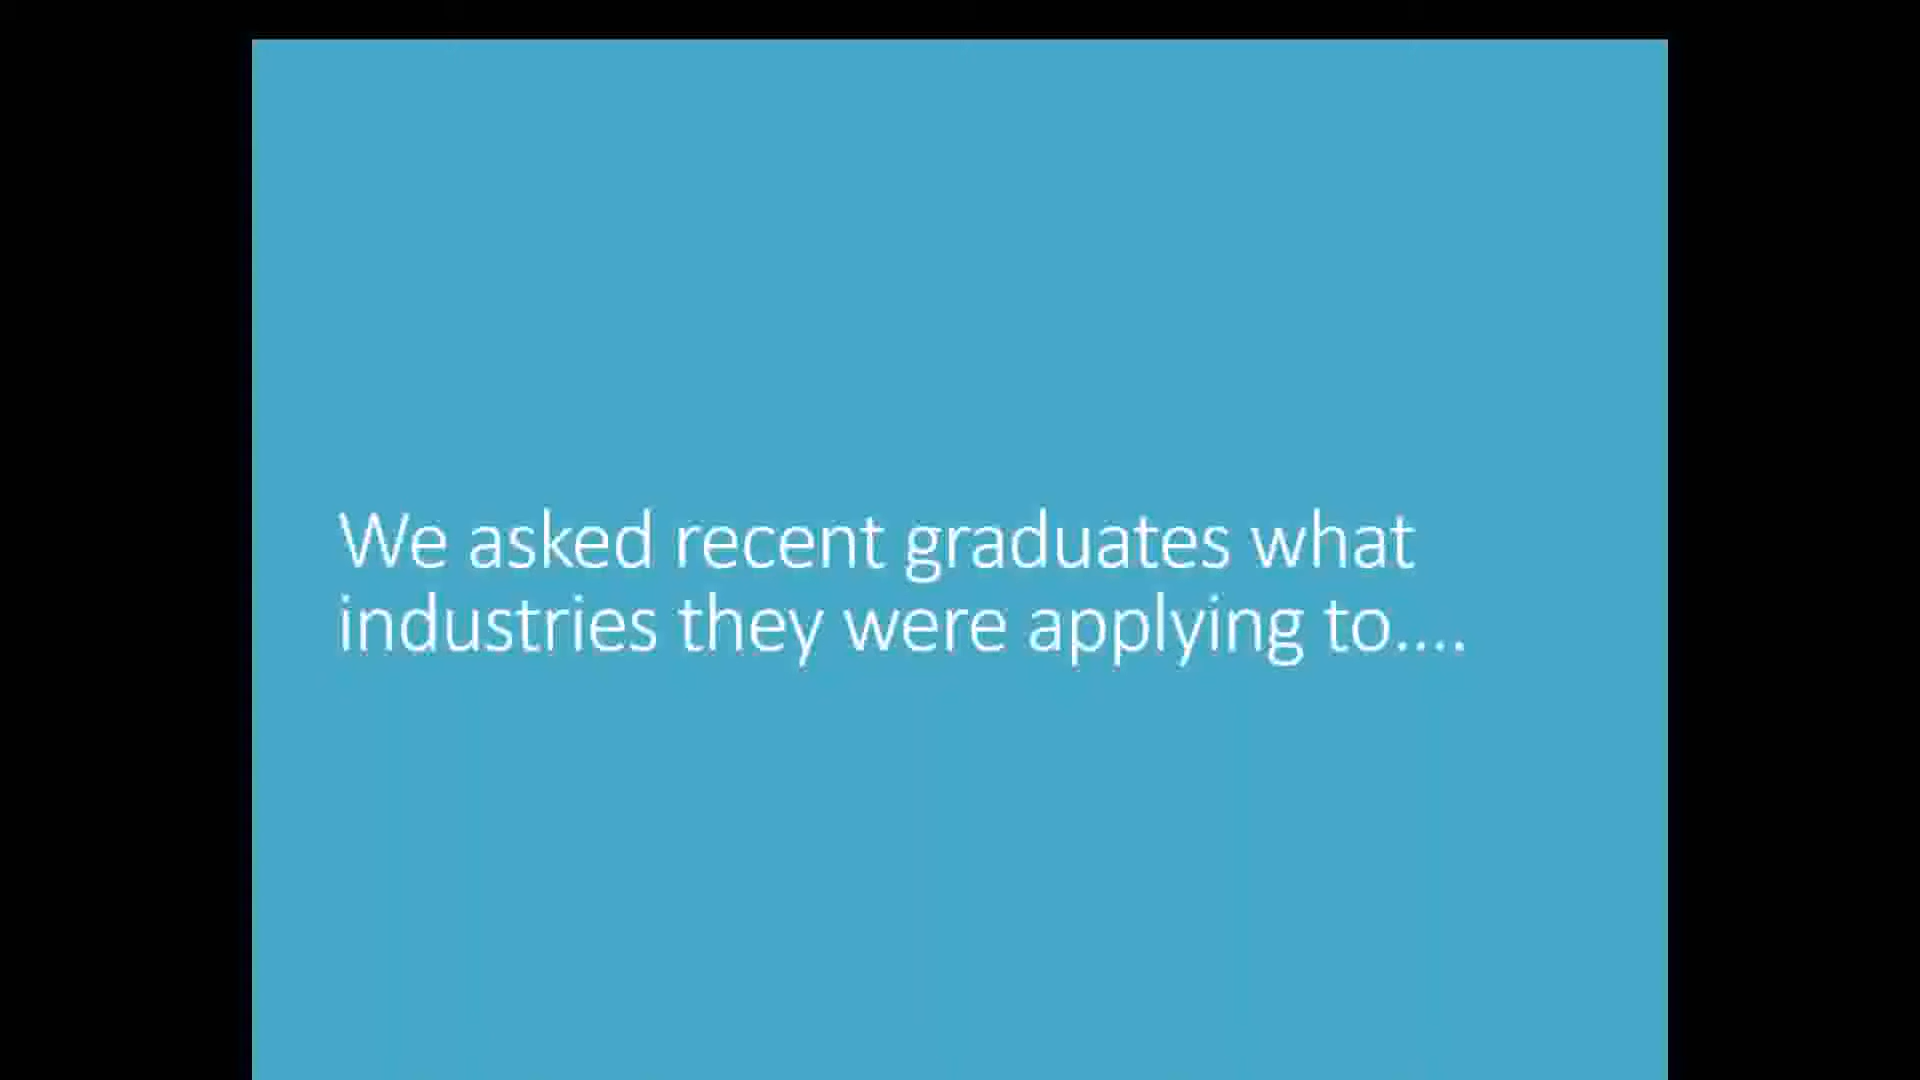 We asked recent graduates what
industries they were applying to....